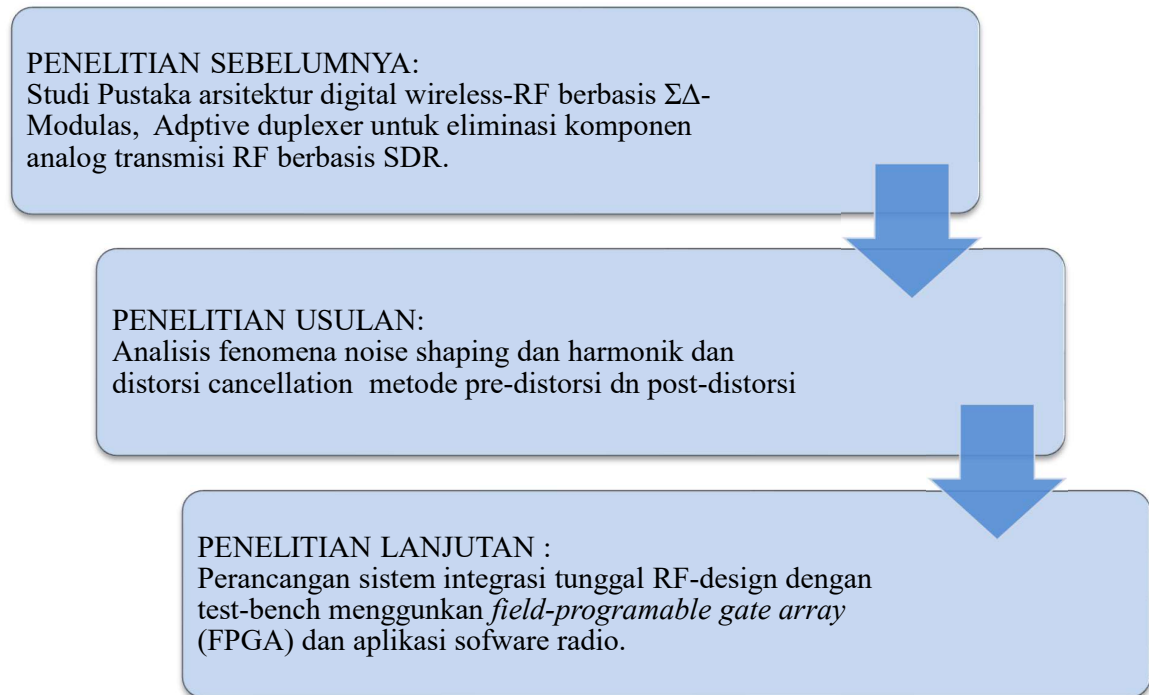 PENELITIAN SEBELUMNYA:
Studi Pustaka arsitektur digital wireless-RF berbasis ΣΔ-
Modulas, Adptive duplexer untuk eliminasi komponen
analog transmisi RF berbasis SDR.
PENELITIAN USULAN:
Analisis fenomena noise shaping dan harmonik dan
distorsi cancellation metode pre-distorsi dn post-distorsi
PENELITIAN LANJUTAN :
Perancangan sistem integrasi tunggal RF-design dengan
test-bench menggunkan field-programable gate array
(FPGA) dan aplikasi sofware radio.